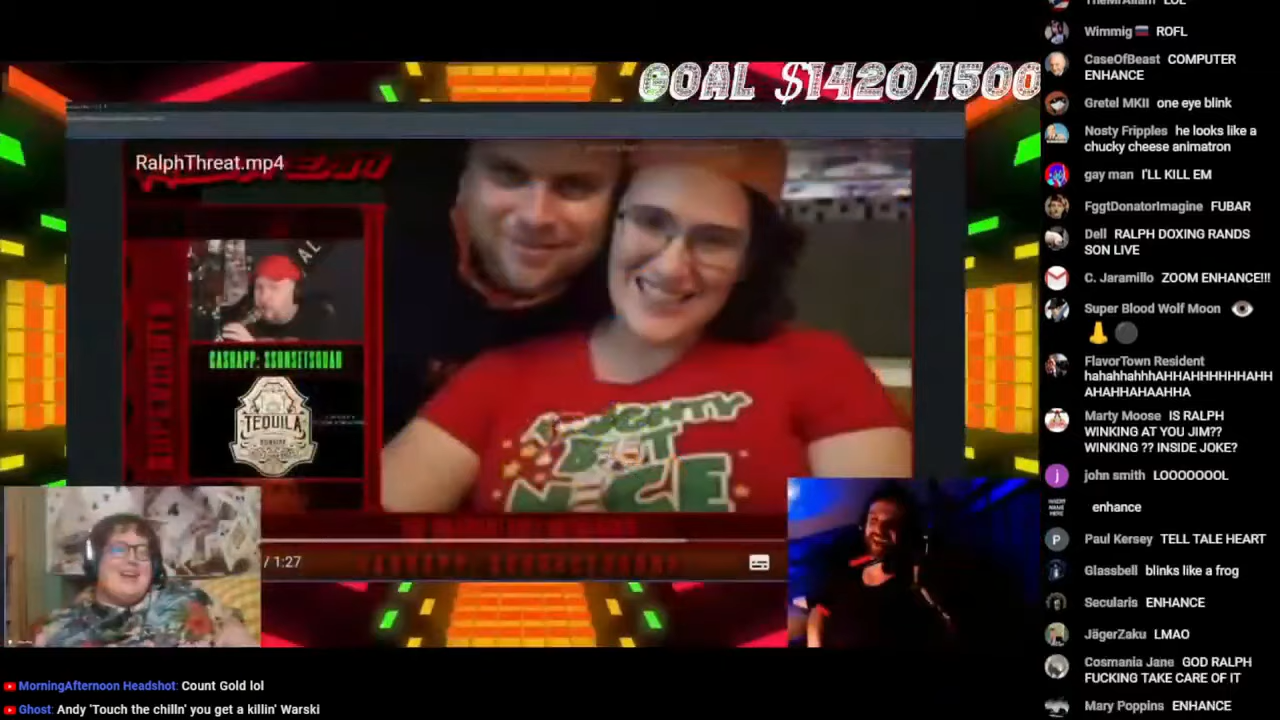 GOAL $1420/1500
RalphThreat.mp4
CASHAPP: $SUNSETSQUAD
TEQUILA
NAUGHTY
BUT
NICE
/ 1:27
LOL
Wimmig ROFL
CaseOfBeast COMPUTER
ENHANCE
Gretel MKII one eye blink
Nosty Fripples he looks like a
chucky cheese animatron
gay man I'LL KILL EM
FggtDonatorImagine FUBAR
Dell RALPH DOXING RANDS
SON LIVE
C. Jaramillo ZOOM ENHANCE!!!
Super Blood Wolf Moon 👁️
👃 ⚫
FlavorTown Resident
hahahhahhhAHHAHHHHHHAHH
AHAHHAHAAHHA
Marty Moose IS RALPH
WINKING AT YOU JIM??
WINKING ?? INSIDE JOKE?
john smith LOOOOOOOL
enhance
Paul Kersey TELL TALE HEART
Glassbell blinks like a frog
Secularis ENHANCE
JägerZaku LMAO
Cosmania Jane GOD RALPH
FUCKING TAKE CARE OF IT
Mary Poppins ENHANCE
MorningAfternoon Headshot: Count Gold lol
Ghost: Andy 'Touch the chilln' you get a killin' Warski